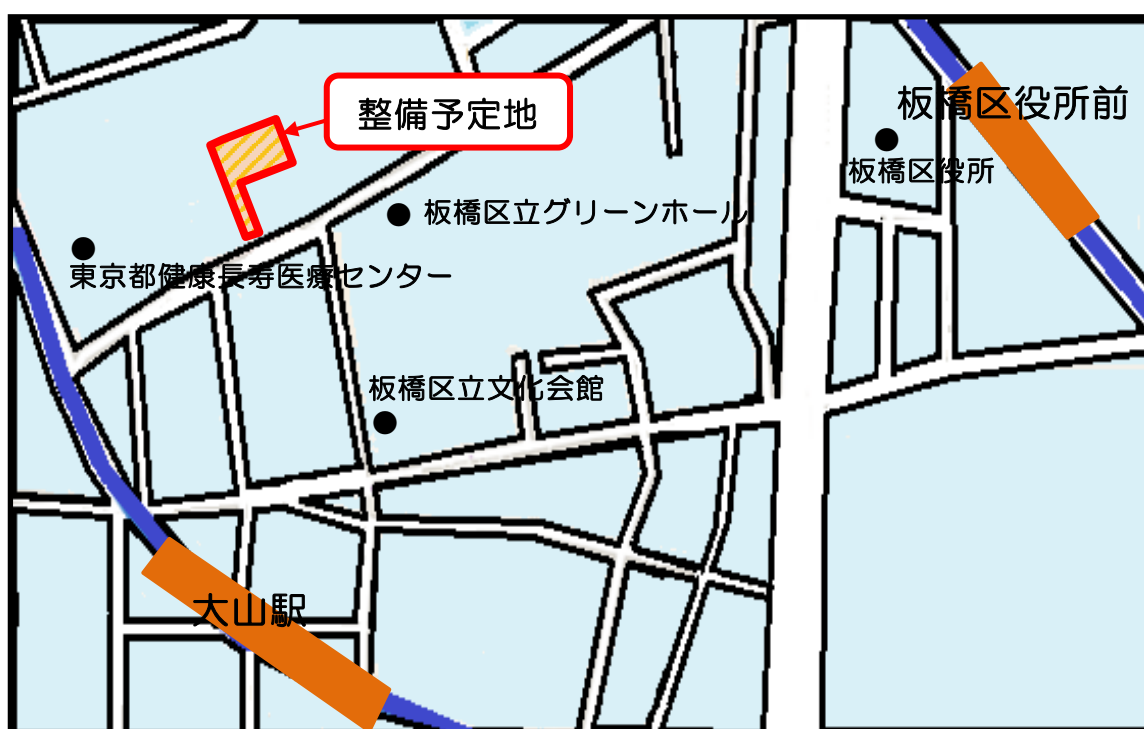 板橋区役所前
整備予定地
板橋区役所
板橋区立グリーンホール
東京都健康長寿医療センター
板橋区立文化会館
大山駅